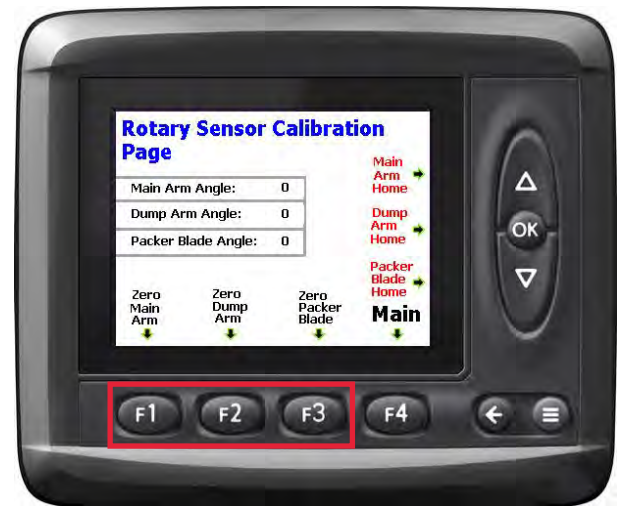 Rotary Sensor Calibration
Page
Main
Arm
Home
Main Arm Angle: 0
Dump Arm Angle: 0
Dump
Arm
Home
Packer Blade Angle: 0
Packer
Blade
Home
Zero
Main
Arm
Zero
Dump
Arm
Zero
Packer
Blade
Main
OK
F1 F2 F3 F4